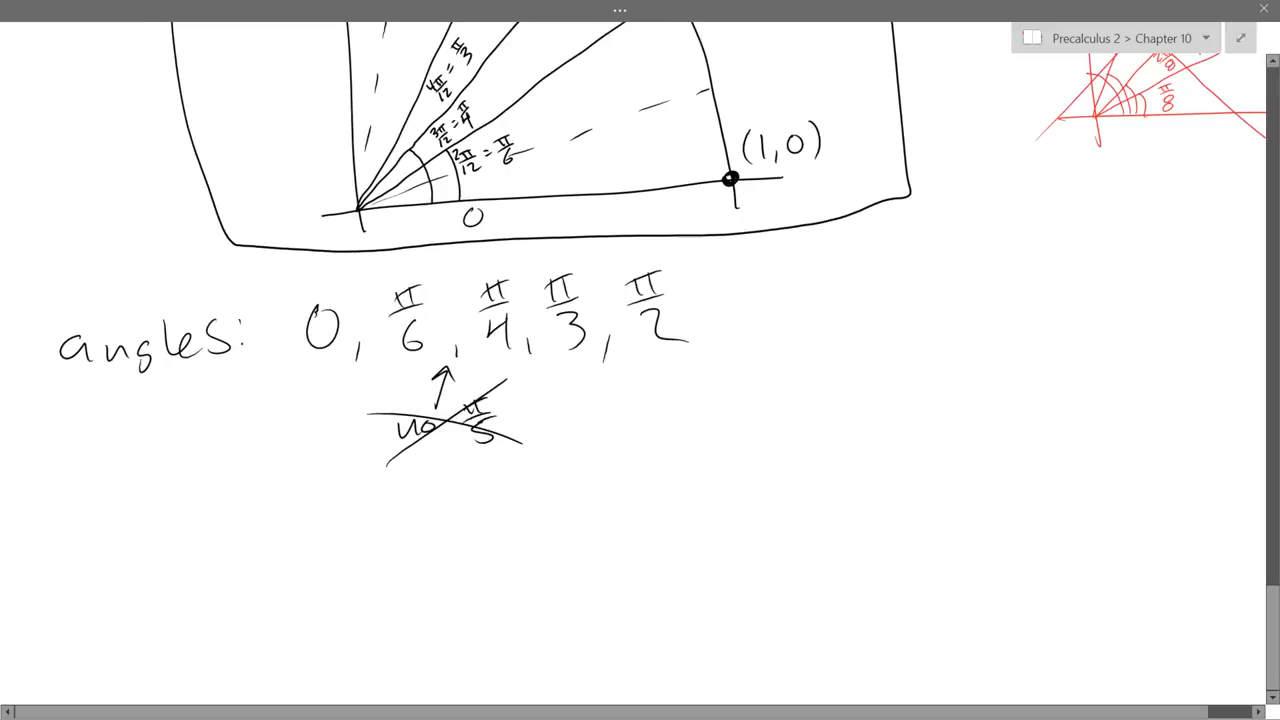 ...
Precalculus 2 > Chapter 10
4π/12 = π/3
3π/12 = π/4
2π/12 = π/6
π/8
(1,0)
0
angles: 0, π/6, π/4, π/3, π/2
no π/5